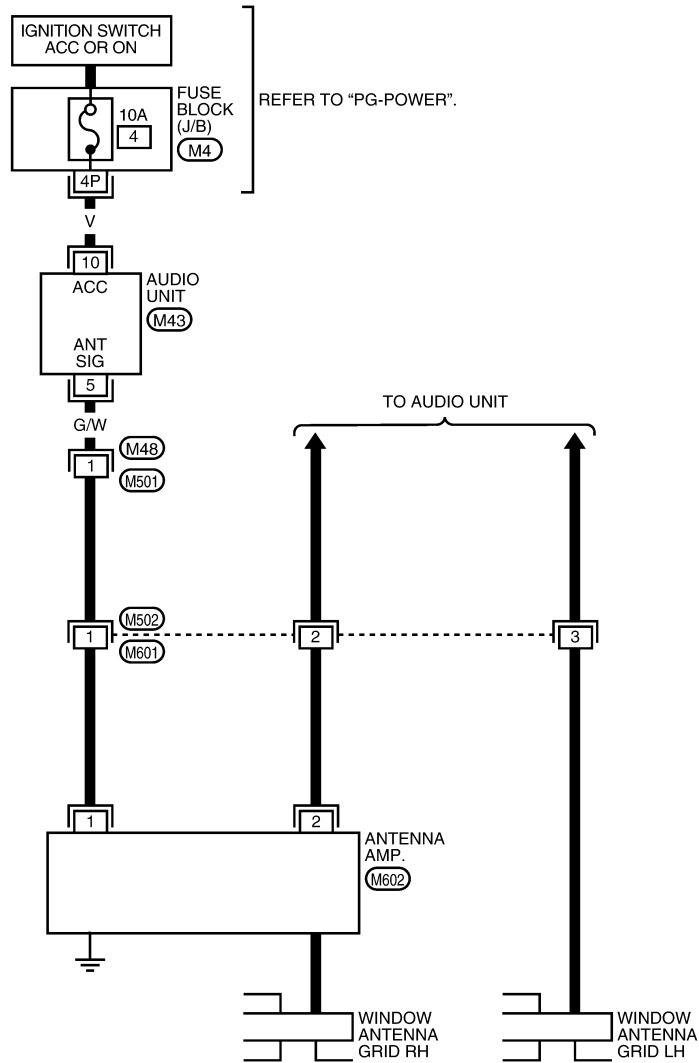 IGNITION SWITCH
ACC OR ON
FUSE
BLOCK
(J/B)
M4
10A
4
REFER TO “PG-POWER”.
4P
V
10
ACC
AUDIO
UNIT
M43
ANT
SIG
5
G/W
M48
1
M501
TO AUDIO UNIT
M502
1
2
3
M601
1
2
ANTENNA
AMP.
M602
WINDOW
ANTENNA
GRID RH
WINDOW
ANTENNA
GRID LH